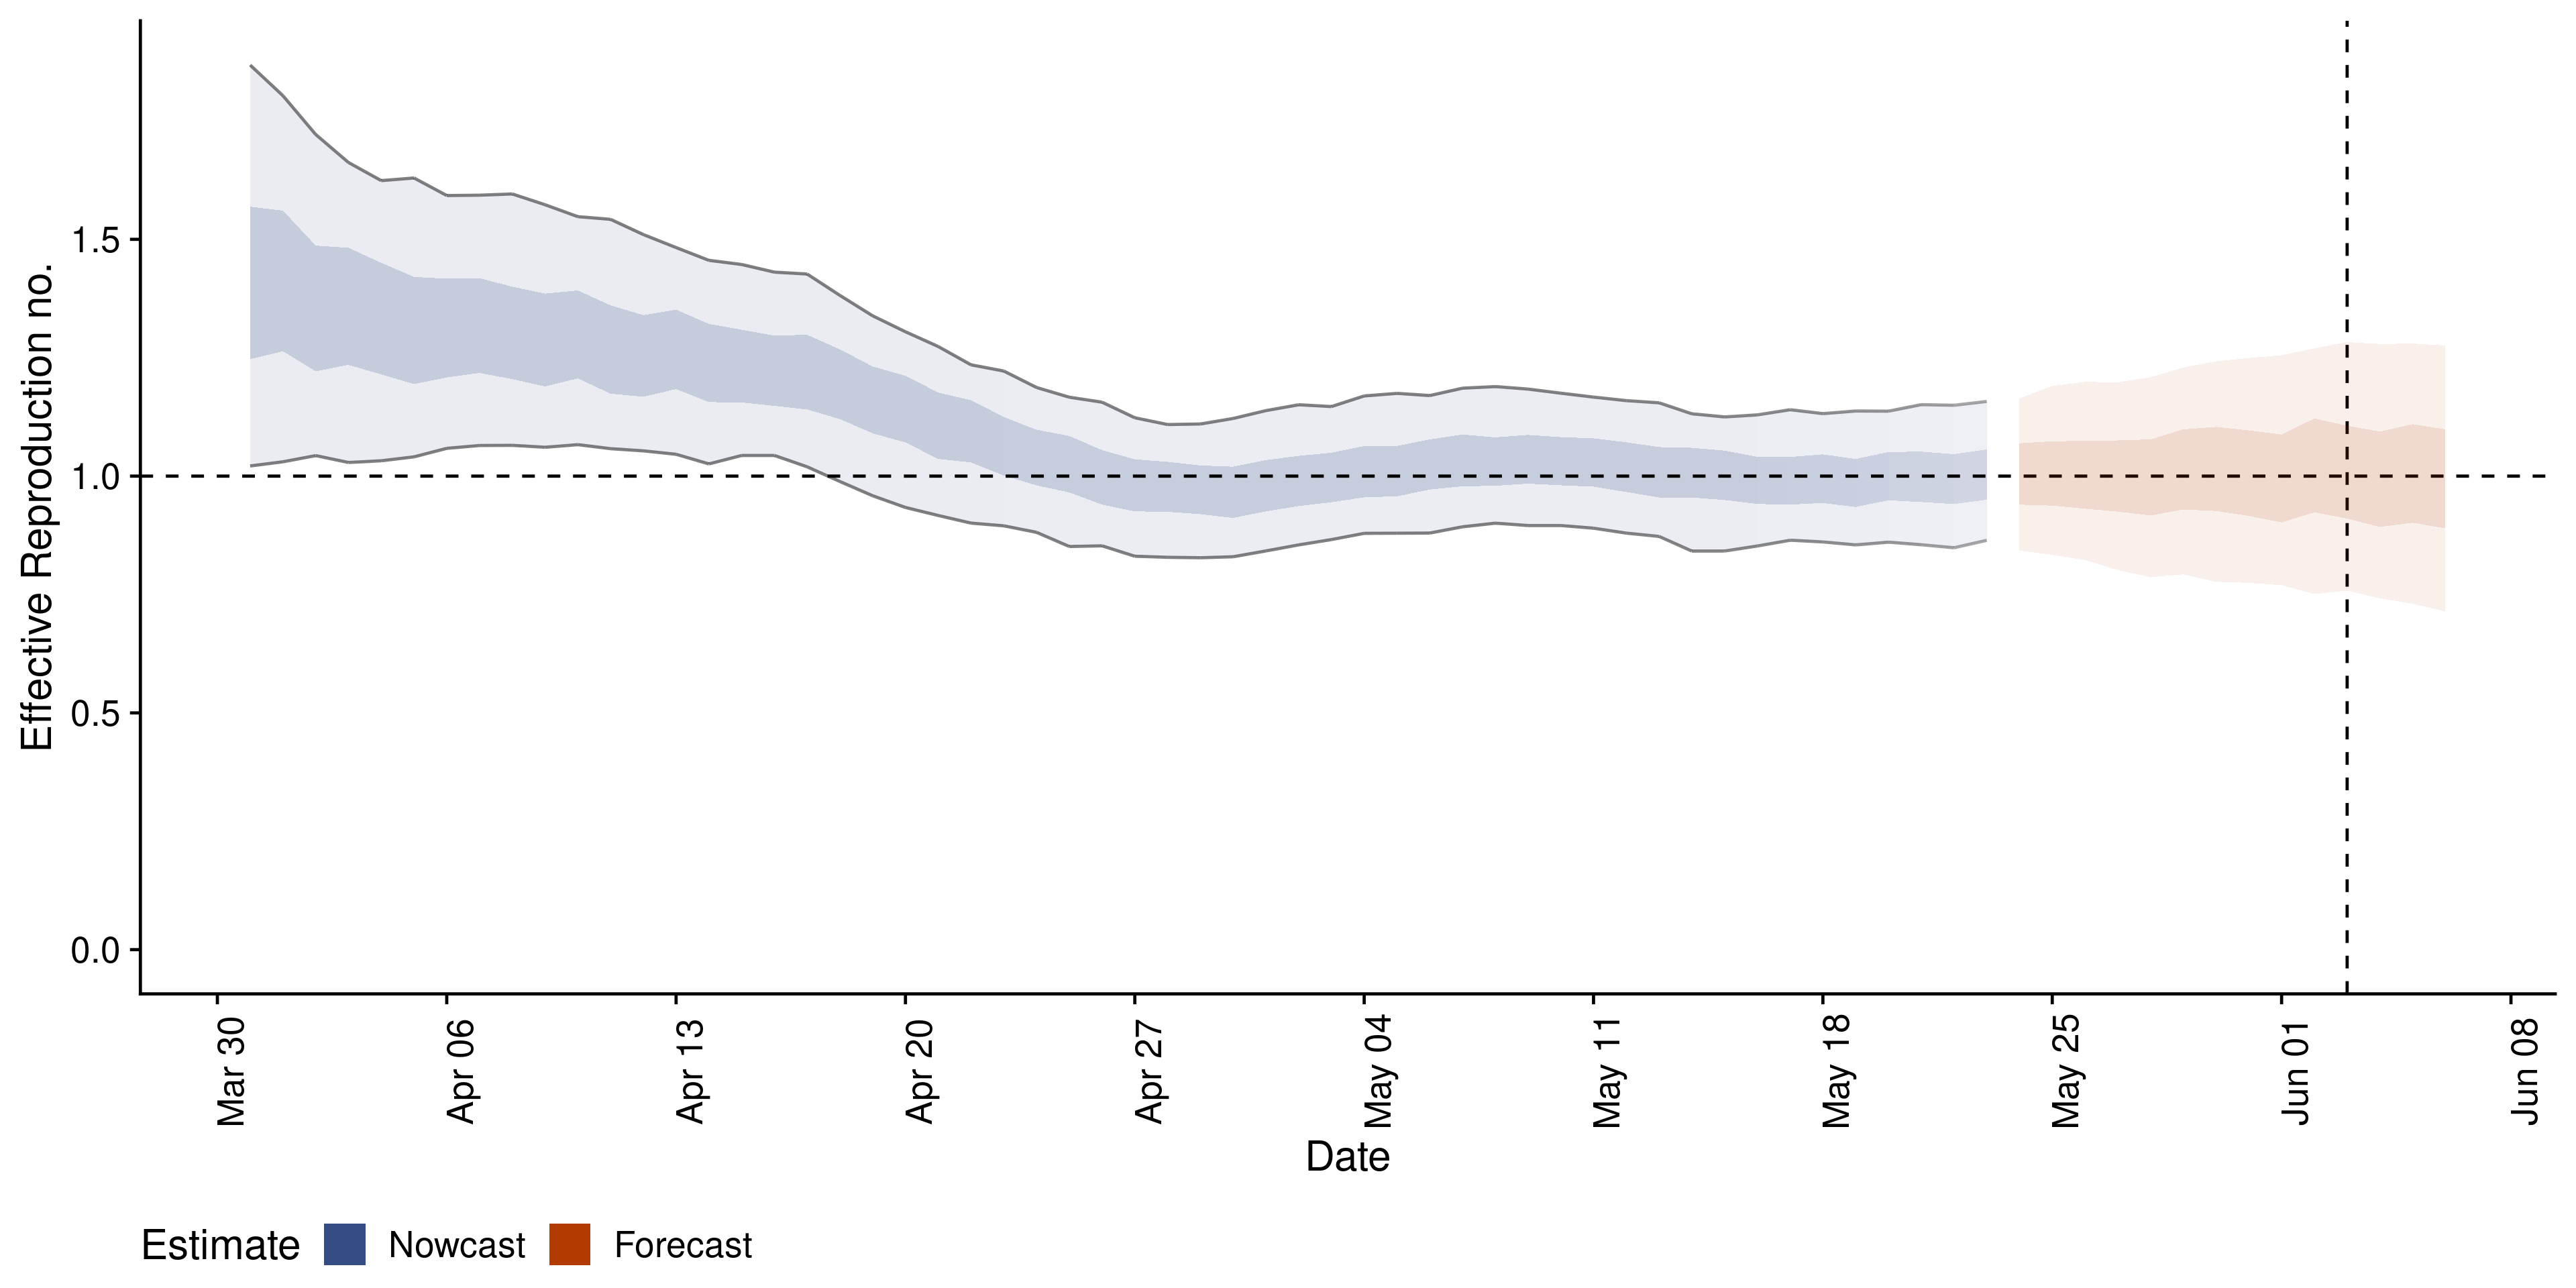 Effective Reproduction no.
1.5
1.0
0.5
0.0
Mar 30
Apr 06
Apr 13
Apr 20
Apr 27
May 04
May 11
May 18
May 25
Jun 01
Jun 08
Date
Estimate Nowcast Forecast